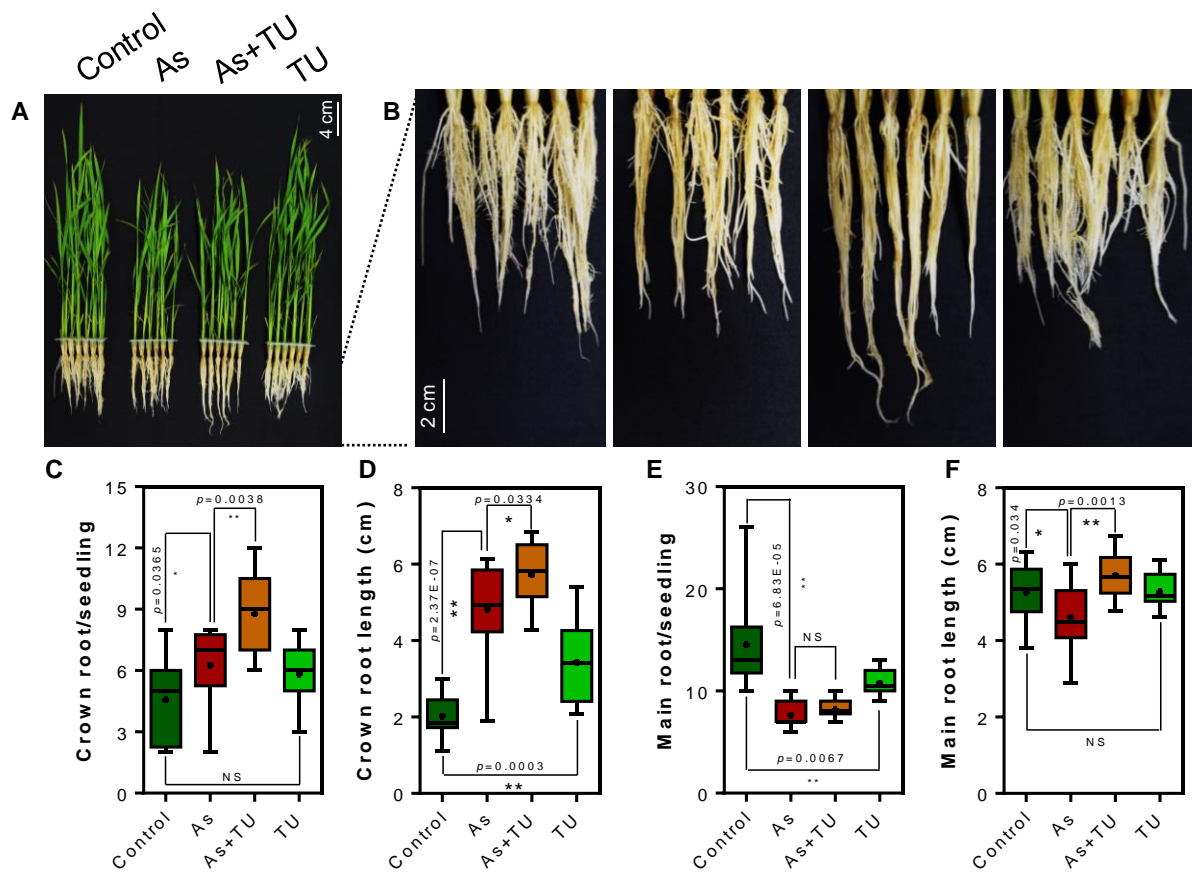 Control As As+TU TU
A
4 cm
B
2 cm
C
Crown root/seedling
15
12
9
6
3
0
p=0.0038
**
p=0.0365
*
NS
Control
As
As+TU
TU
D
Crown root length (cm)
8
6
4
2
0
p=0.0334
*
p=2.37E-07
**
p=0.0003
**
Control
As
As+TU
TU
E
Main root/seedling
30
20
10
0
p=6.83E-05
**
NS
p=0.0067
**
Control
As
As+TU
TU
F
Main root length (cm)
8
6
4
2
0
p=0.034
*
p=0.0013
**
NS
Control
As
As+TU
TU